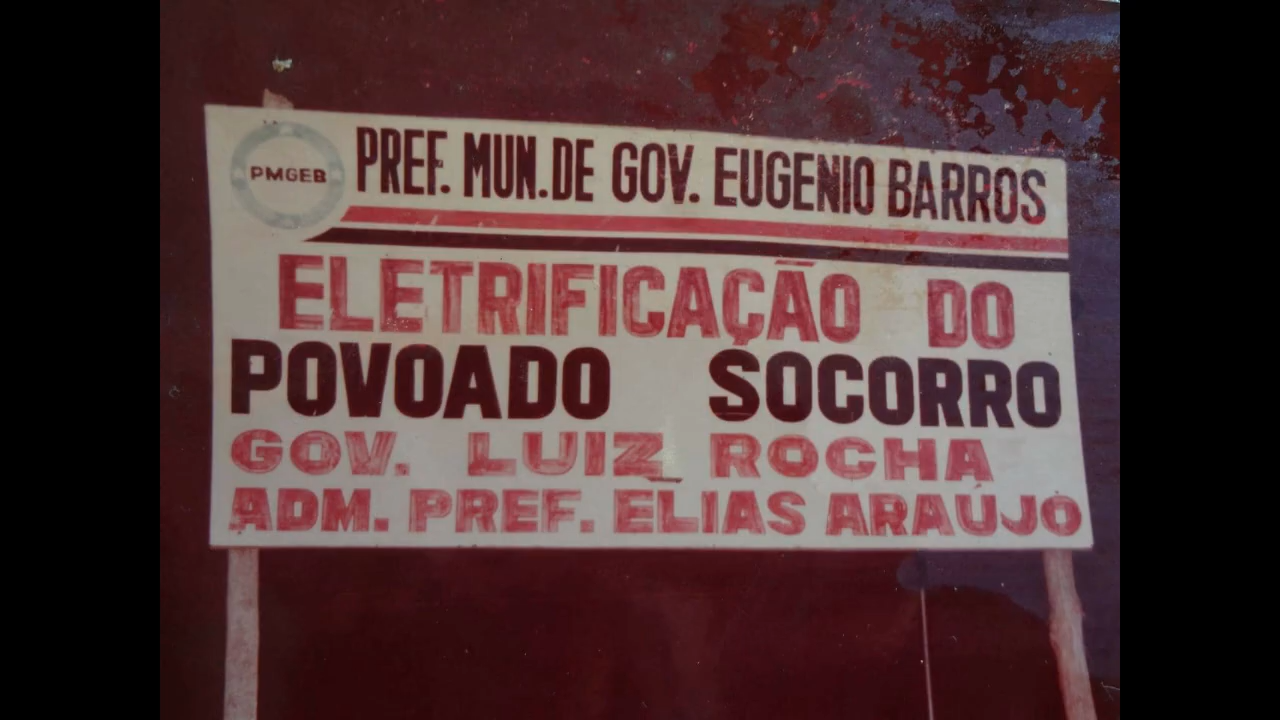 PMGEB
PREF. MUN. DE GOV. EUGENIO BARROS
ELETRIFICAÇÃO DO
POVOADO SOCORRO
GOV. LUIZ ROCHA
ADM. PREF. ELIAS ARAÚJO